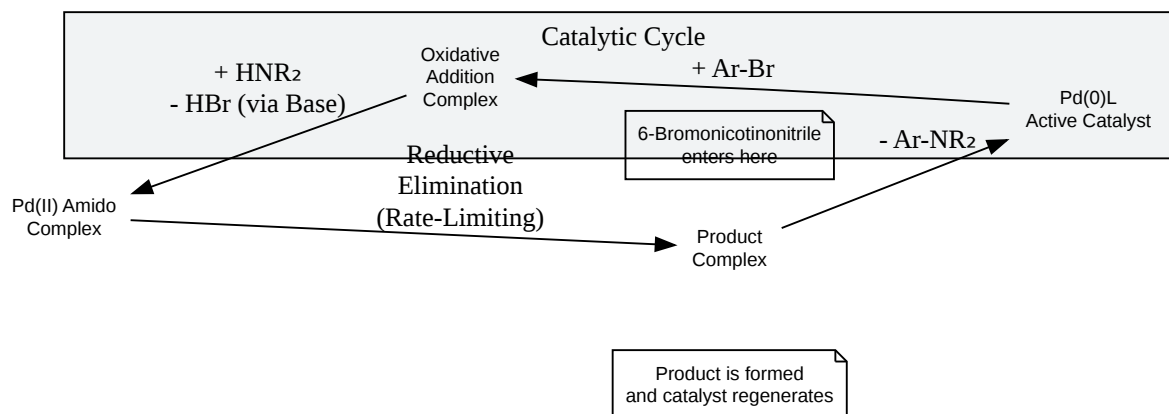 Catalytic Cycle
+ Ar-Br
Oxidative
Addition
Complex
+ HNR₂
- HBr (via Base)
Pd(0)L
Active Catalyst
6-Bromonicotinonitrile
enters here
- Ar-NR₂
Reductive
Elimination
(Rate-Limiting)
Pd(II) Amido
Complex
Product
Complex
Product is formed
and catalyst regenerates